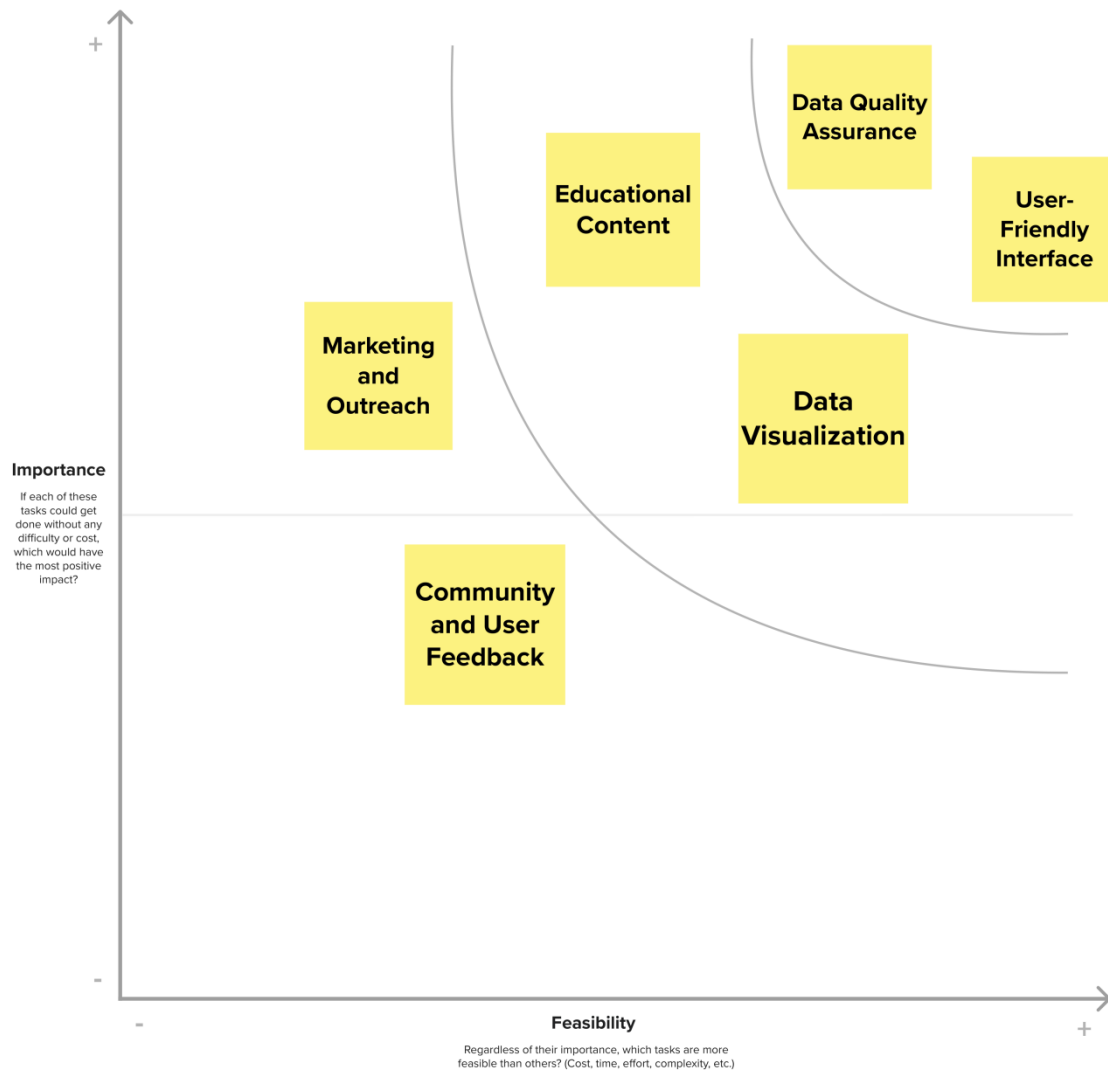 +
Data Quality
Assurance
Educational
Content
User-
Friendly
Interface
Marketing
and
Outreach
Data
Visualization
Importance
If each of these
tasks could get
done without any
difficulty or cost,
which would have
the most positive
impact?
Community
and User
Feedback
-
-
Feasibility
+
Regardless of their importance, which tasks are more
feasible than others? (Cost, time, effort, complexity, etc.)